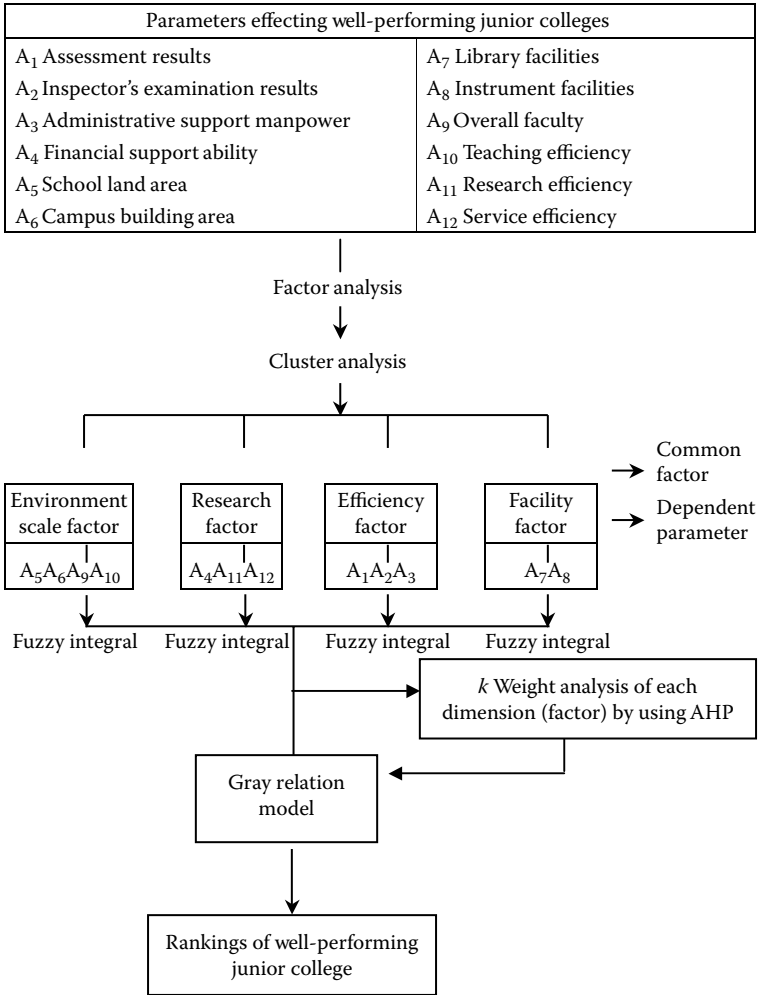 Parameters effecting well-performing junior colleges
A₁ Assessment results
A₂ Inspector's examination results
A₃ Administrative support manpower
A₄ Financial support ability
A₅ School land area
A₆ Campus building area
A₇ Library facilities
A₈ Instrument facilities
A₉ Overall faculty
A₁₀ Teaching efficiency
A₁₁ Research efficiency
A₁₂ Service efficiency
Factor analysis
Cluster analysis
Common
factor
Dependent
parameter
Environment
scale factor
A₅A₆A₉A₁₀
Research
factor
A₄A₁₁A₁₂
Efficiency
factor
A₁A₂A₃
Facility
factor
A₇A₈
Fuzzy integral
Fuzzy integral
Fuzzy integral
Fuzzy integral
k Weight analysis of each
dimension (factor) by using AHP
Gray relation
model
Rankings of well-performing
junior college